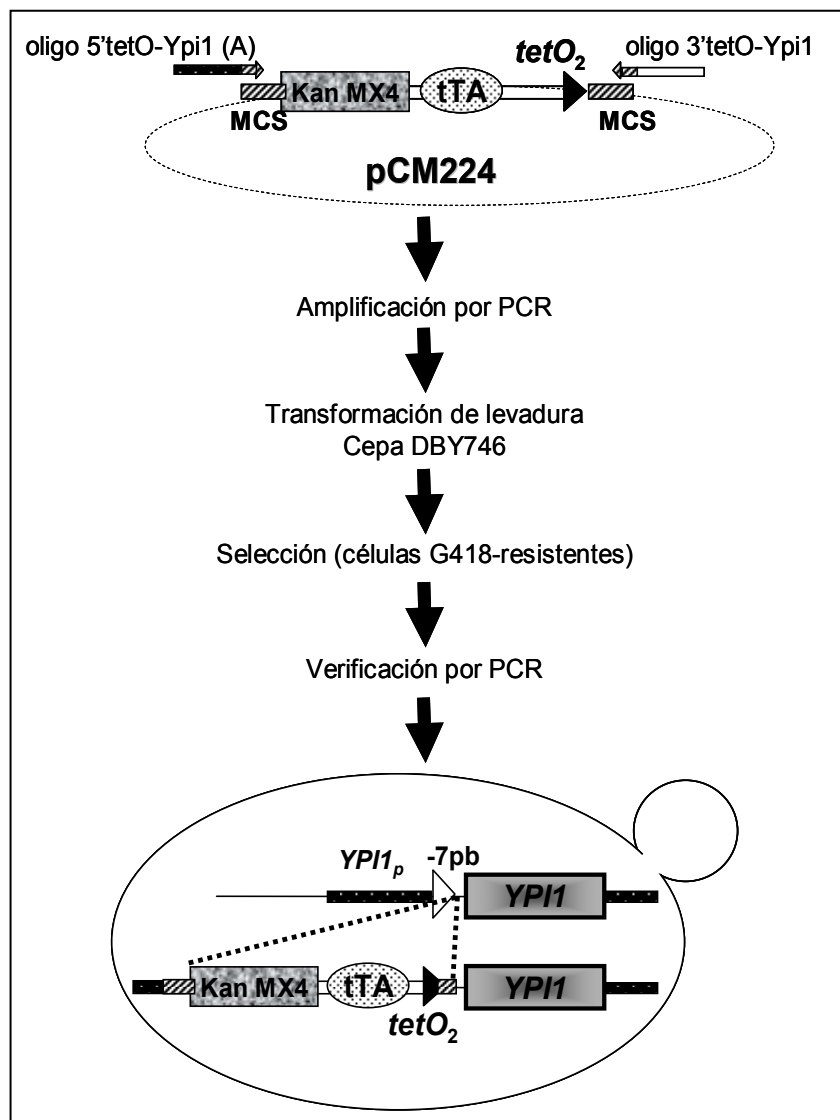 oligo 5'tetO-Ypi1 (A)
tetO2
oligo 3'tetO-Ypi1
Kan MX4
tTA
MCS
MCS
pCM224
Amplificación por PCR
Transformación de levadura
Cepa DBY746
Selección (células G418-resistentes)
Verificación por PCR
YPI1p
-7pb
YPI1
Kan MX4
tTA
YPI1
tetO2